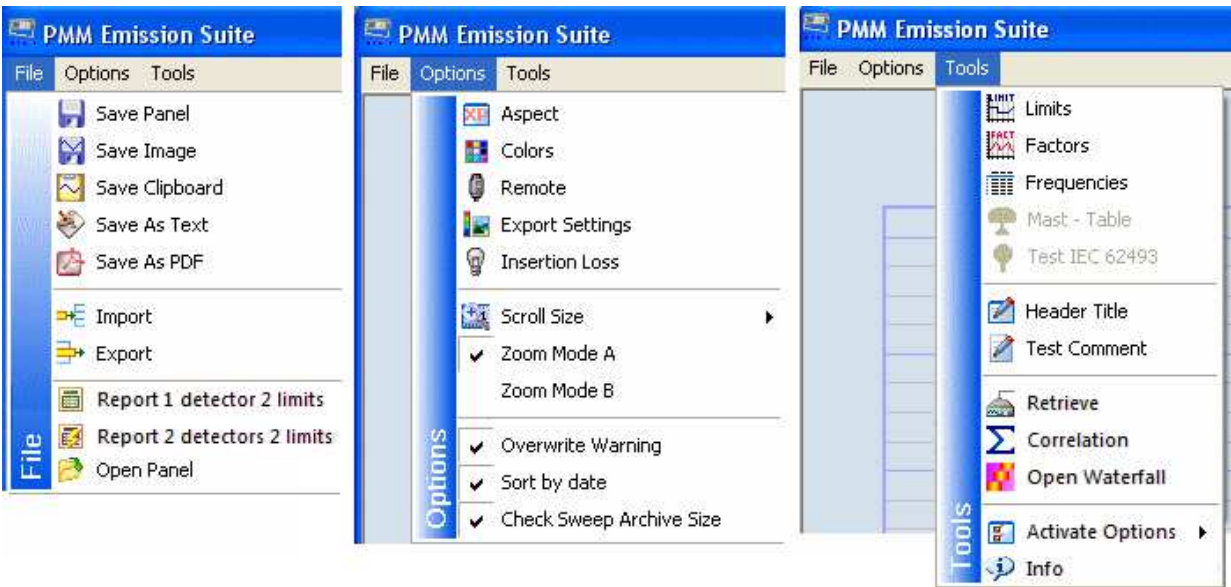 PMM Emission Suite
File Options Tools
Save Panel
Save Image
Save Clipboard
Save As Text
Save As PDF
Import
Export
Report 1 detector 2 limits
Report 2 detectors 2 limits
Open Panel
File
PMM Emission Suite
File Options Tools
XP Aspect
Colors
Remote
Export Settings
Insertion Loss
Scroll Size
Zoom Mode A
Zoom Mode B
Overwrite Warning
Sort by date
Check Sweep Archive Size
Options
PMM Emission Suite
File Options Tools
LIMIT Limits
FACT Factors
Frequencies
Mast - Table
Test IEC 62493
Header Title
Test Comment
Retrieve
Σ Correlation
Open Waterfall
Activate Options
Info
Tools